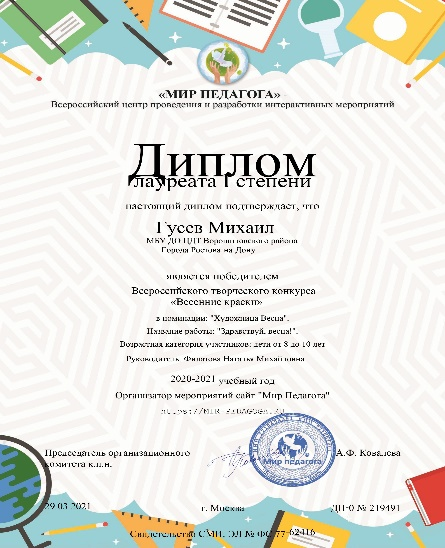 «МИР ПЕДАГОГА»
Всероссийский центр проведения и разработки интерактивных мероприятий
Диплом
лауреата I степени
настоящий диплом подтверждает, что
Гусев Михаил
МБУ ДО ЦДТ Ворошиловского района
Города Ростова на Дону
является победителем
Всероссийского творческого конкурса
«Весенние краски»
в номинации: "Художница Весна".
Название работы: "Здравствуй, весна!".
Возрастная категория участников: дети от 8 до 10 лет
Руководитель: Филатова Наталья Михайловна
2020-2021 учебный год
Организатор мероприятий сайт "Мир Педагога"
https://MIR-PEDAGOGA.RU
Председатель организационного
комитета к.п.н.
А.Ф. Ковалева
Мир педагога
29.03.2021
г. Москва
ДП-0 № 219491
Свидетельство СМИ: ЭЛ № ФС 77-62416